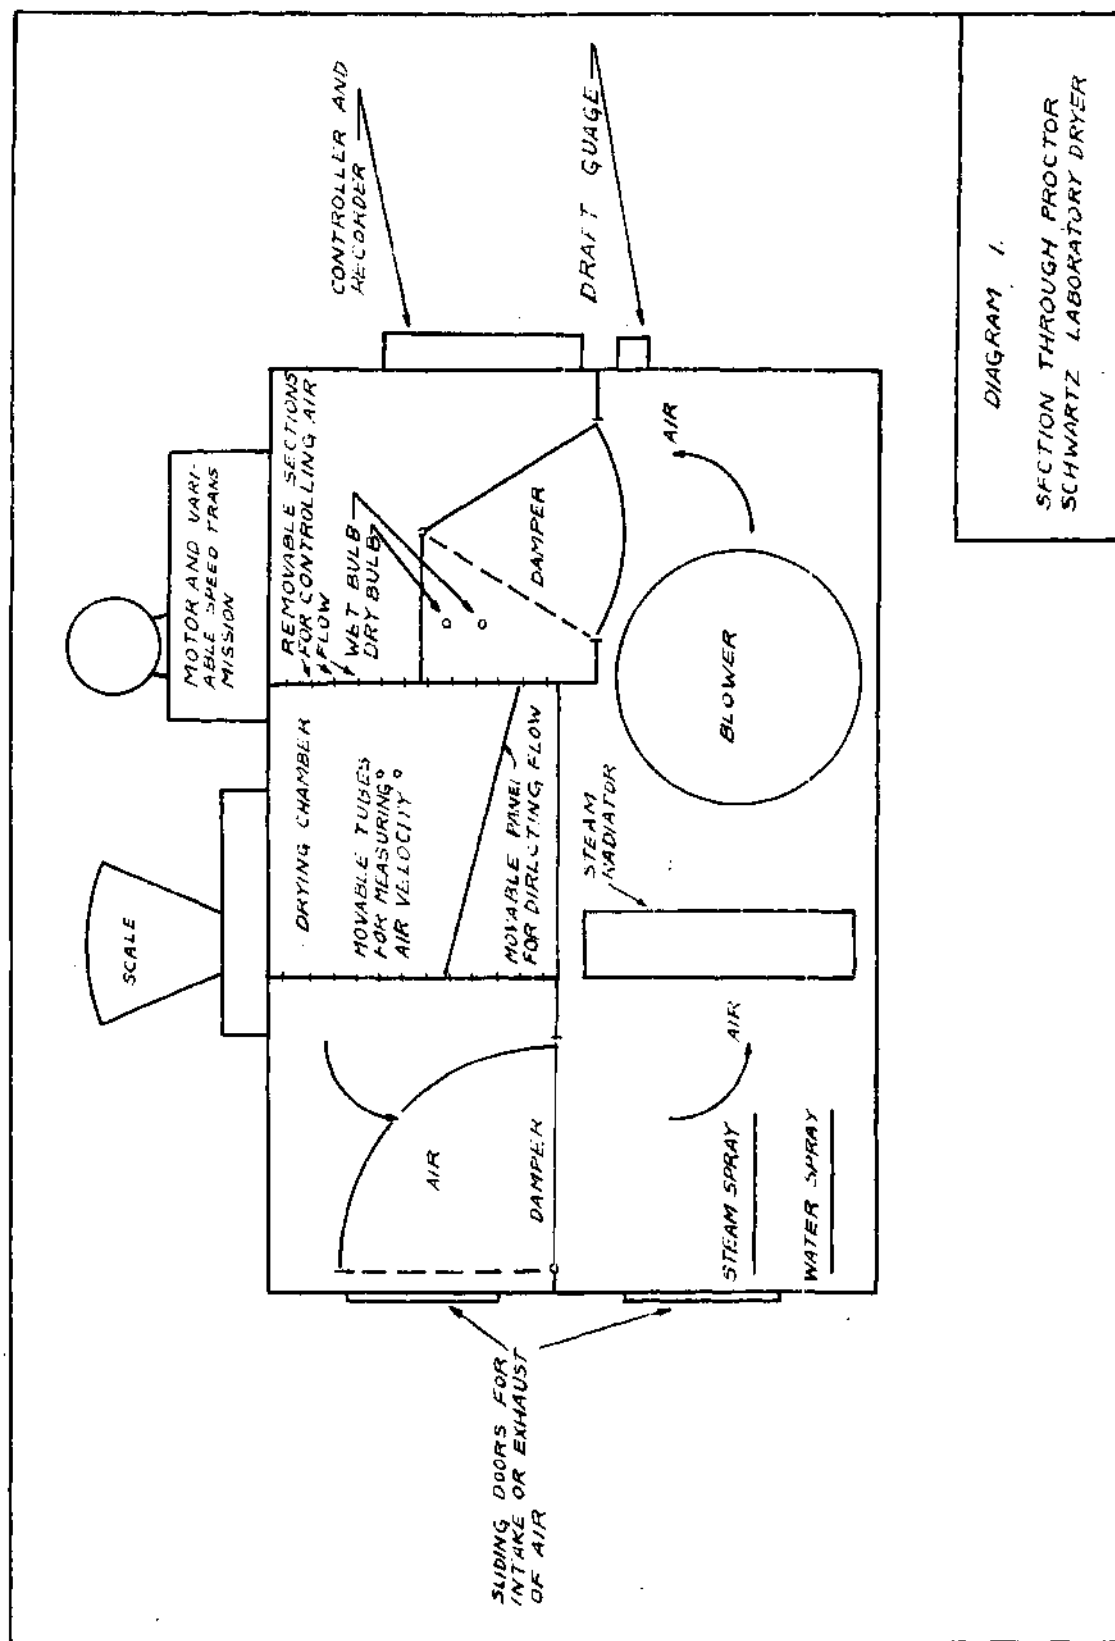 SCALE
MOTOR AND VARI-
ABLE SPEED TRANS
MISSION
CONTROLLER AND
RECORDER
DRYING CHAMBER
REMOVABLE SECTIONS
FOR CONTROLLING AIR
FLOW
WET BULB
DRY BULB
MOVABLE TUBES
FOR MEASURING
AIR VELOCITY
AIR
DAMPER
MOVABLE PANEL
FOR DIRECTING FLOW
DAMPER
SLIDING DOORS FOR
INTAKE OR EXHAUST
OF AIR
STEAM
RADIATOR
DRAFT GUAGE
AIR
STEAM SPRAY
AIR
BLOWER
WATER SPRAY
DIAGRAM 1.
SECTION THROUGH PROCTOR
SCHWARTZ LABORATORY DRYER